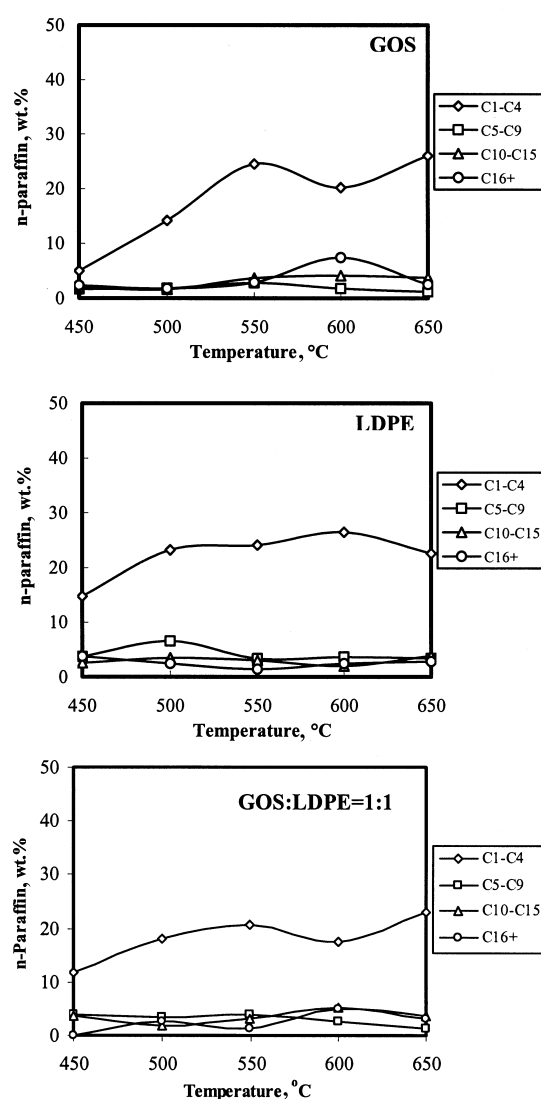 GOS
50
40
30
20
10
0
n-paraffin, wt.%
450 500 550 600 650
Temperature, °C
C1-C4
C5-C9
C10-C15
C16+
LDPE
50
40
30
20
10
0
n-paraffin, wt.%
450 500 550 600 650
Temperature, °C
C1-C4
C5-C9
C10-C15
C16+
GOS:LDPE=1:1
50
40
30
20
10
0
n-Paraffin, wt.%
450 500 550 600 650
Temperature, °C
C1-C4
C5-C9
C10-C15
C16+